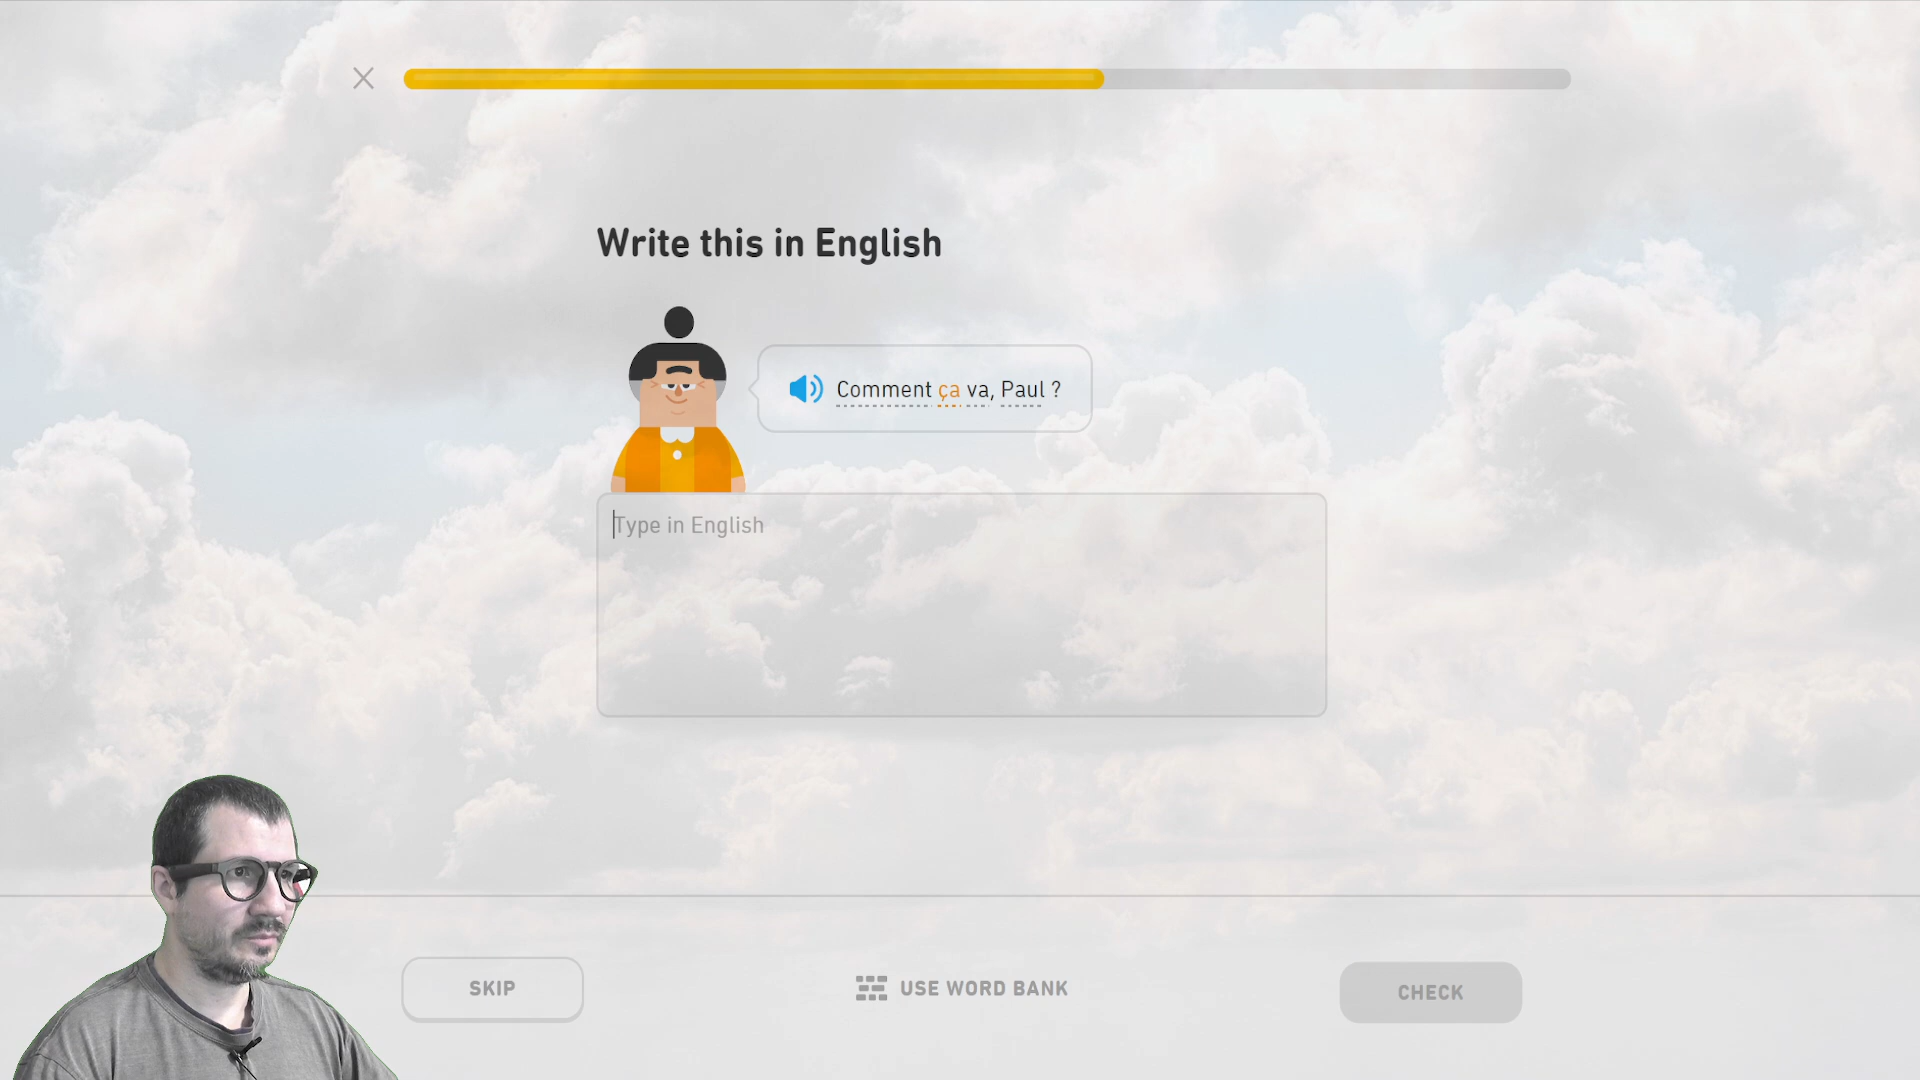 Write this in English
Comment ça va, Paul ?
Type in English
SKIP
USE WORD BANK
CHECK